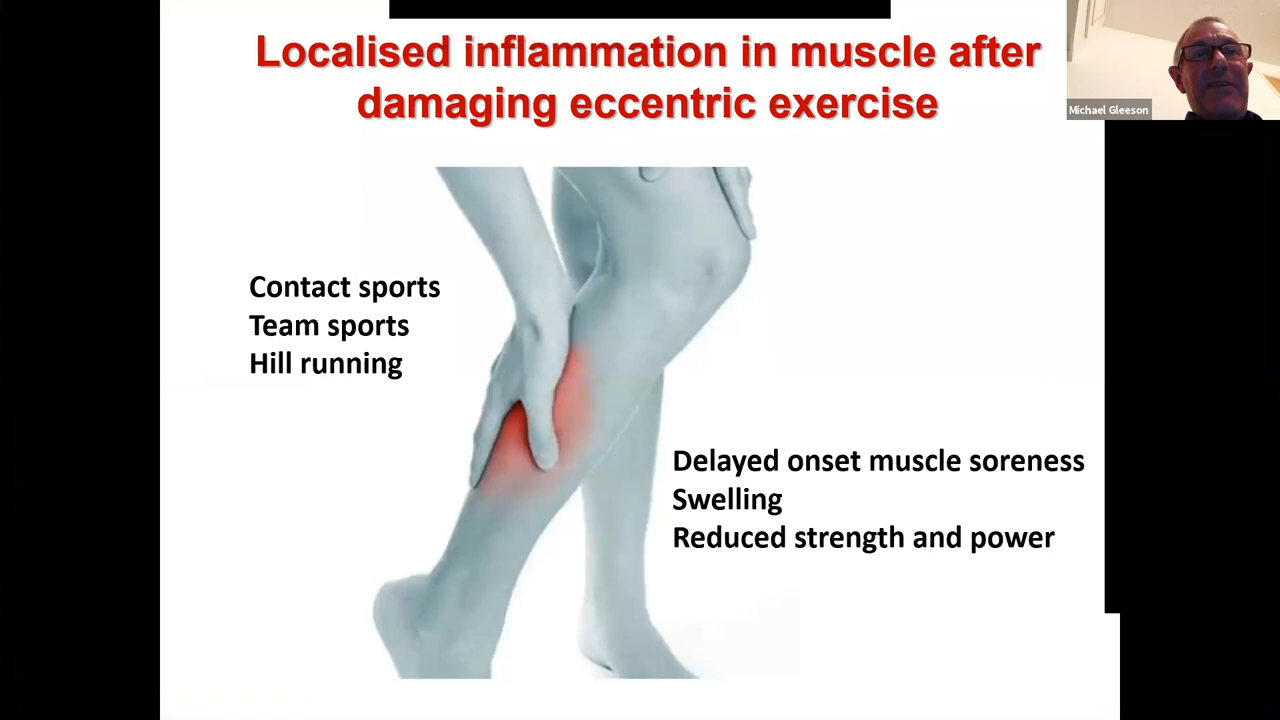 Localised inflammation in muscle after
damaging eccentric exercise
Michael Gleeson
Contact sports
Team sports
Hill running
Delayed onset muscle soreness
Swelling
Reduced strength and power